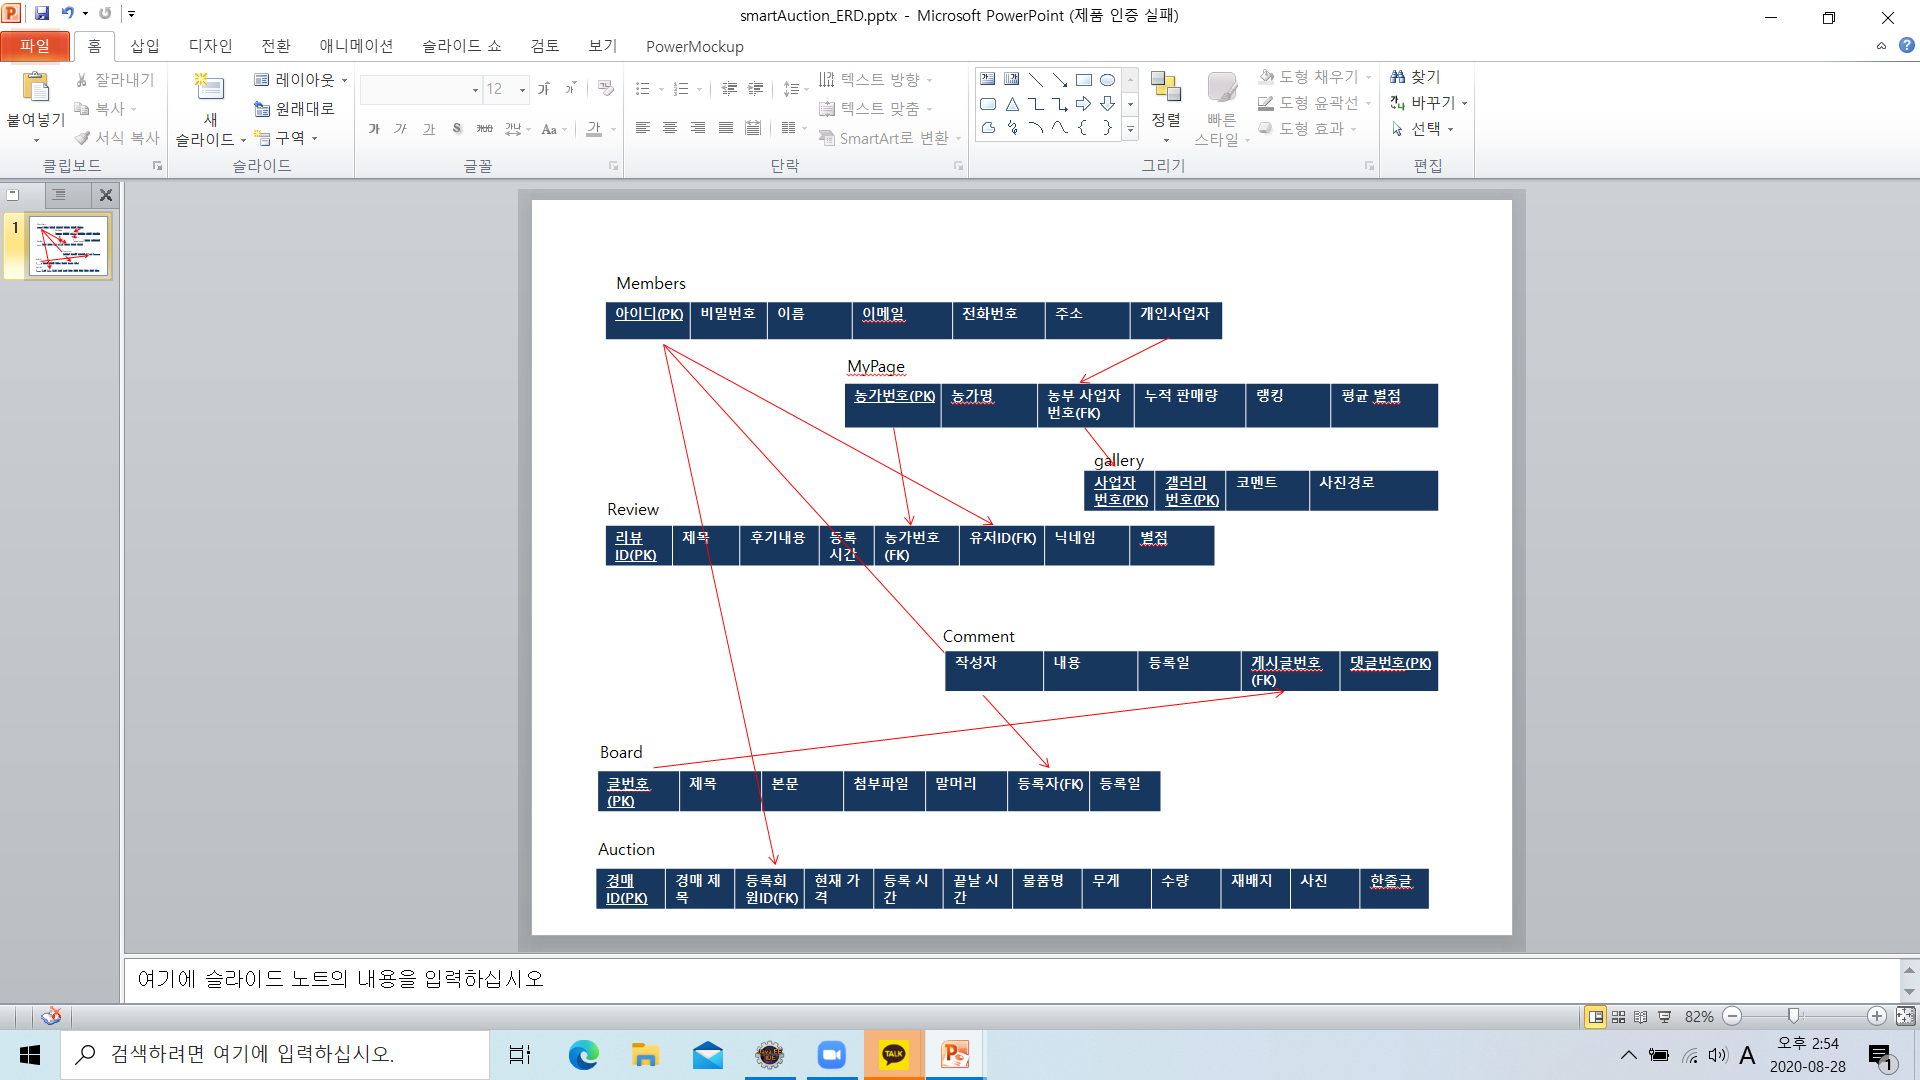 smartAuction_ERD.pptx - Microsoft PowerPoint (제품 인증 실패)
파일 홈 삽입 디자인 전환 애니메이션 슬라이드 쇼 검토 보기 PowerMockup
붙여넣기
잘라내기
복사
서식 복사
클립보드
새
슬라이드
레이아웃
원래대로
구역
슬라이드
12
가 가 가 S 가나 Aa 가
글꼴
텍스트 방향
텍스트 맞춤
SmartArt로 변환
단락
정렬
빠른
스타일
도형 채우기
도형 윤곽선
도형 효과
그리기
찾기
바꾸기
선택
편집
1
Members
아이디(PK) 비밀번호 이름 이메일 전화번호 주소 개인사업자
MyPage
농가번호(PK) 농가명 농부 사업자 누적 판매량 랭킹 평균 별점
번호(FK)
gallery
사업자 갤러리 코멘트 사진경로
번호(PK) 번호(PK)
Review
리뷰 제목 후기내용 등록 농가번호 유저ID(FK) 닉네임 별점
ID(PK) 시간 (FK)
Comment
작성자 내용 등록일 게시글번호 댓글번호(PK)
(FK)
Board
글번호 제목 본문 첨부파일 말머리 등록자(FK) 등록일
(PK)
Auction
경매 경매 제 등록회 현재 가 등록 시 끝날 시 물품명 무게 수량 재배지 사진 한줄글
ID(PK) 목 원ID(FK) 격 간 간
여기에 슬라이드 노트의 내용을 입력하십시오
82%
검색하려면 여기에 입력하십시오.
TALK
A
오후 2:54
2020-08-28
1